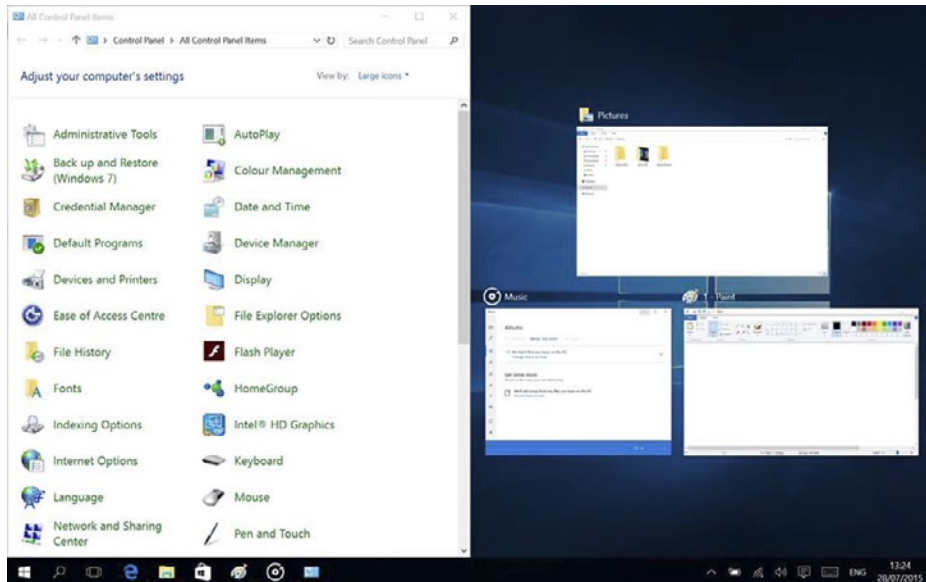 All Control Panel Items
Control Panel > All Control Panel Items
Search Control Panel
Adjust your computer's settings
View by: Large icons
Administrative Tools
AutoPlay
Back up and Restore
(Windows 7)
Colour Management
Credential Manager
Date and Time
Default Programs
Device Manager
Devices and Printers
Display
Ease of Access Centre
File Explorer Options
File History
Flash Player
Fonts
HomeGroup
Indexing Options
Intel® HD Graphics
Internet Options
Keyboard
Language
Mouse
Network and Sharing
Center
Pen and Touch
Pictures
Music
1 - Paint
Albums
Get some music
ENG
13:24
20/07/2015